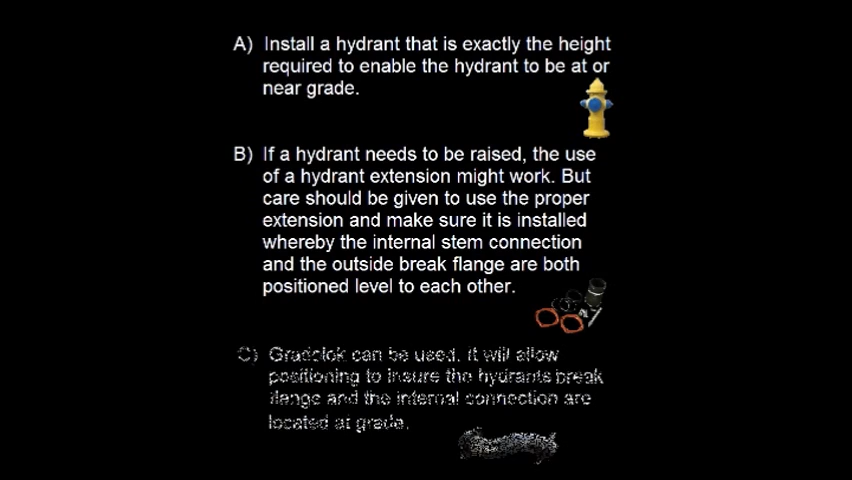 A) Install a hydrant that is exactly the height
required to enable the hydrant to be at or
near grade.
B) If a hydrant needs to be raised, the use
of a hydrant extension might work. But
care should be given to use the proper
extension and make sure it is installed
whereby the internal stem connection
and the outside break flange are both
positioned level to each other.
C) Gradelok can be used. It will allow
positioning to insure the hydrants break
flange and the internal connection are
located at grade.